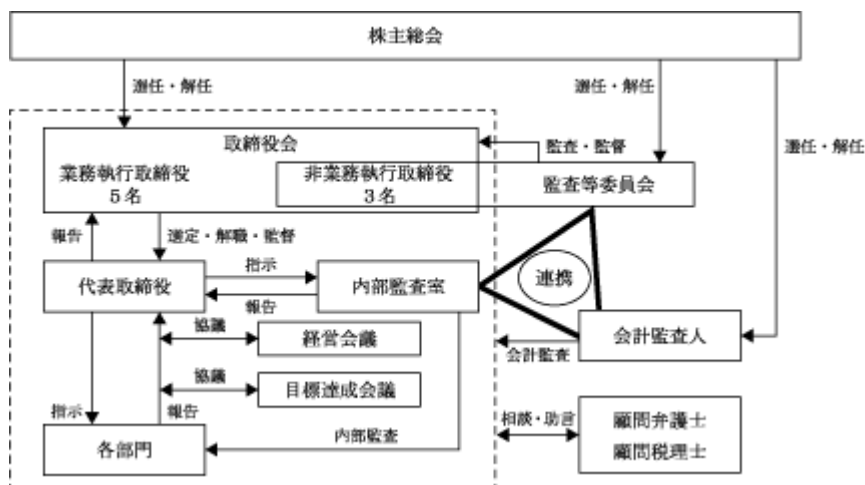 株主総会
選任・解任
選任・解任
選任・解任
取締役会
監査・監督
業務執行取締役
5名
非業務執行取締役
3名
監査等委員会
報告
選定・解職・監督
代表取締役
指示
報告
内部監査室
連携
協議
経営会議
会計監査
会計監査人
協議
目標達成会議
指示
報告
内部監査
相談・助言
顧問弁護士
顧問税理士
各部門